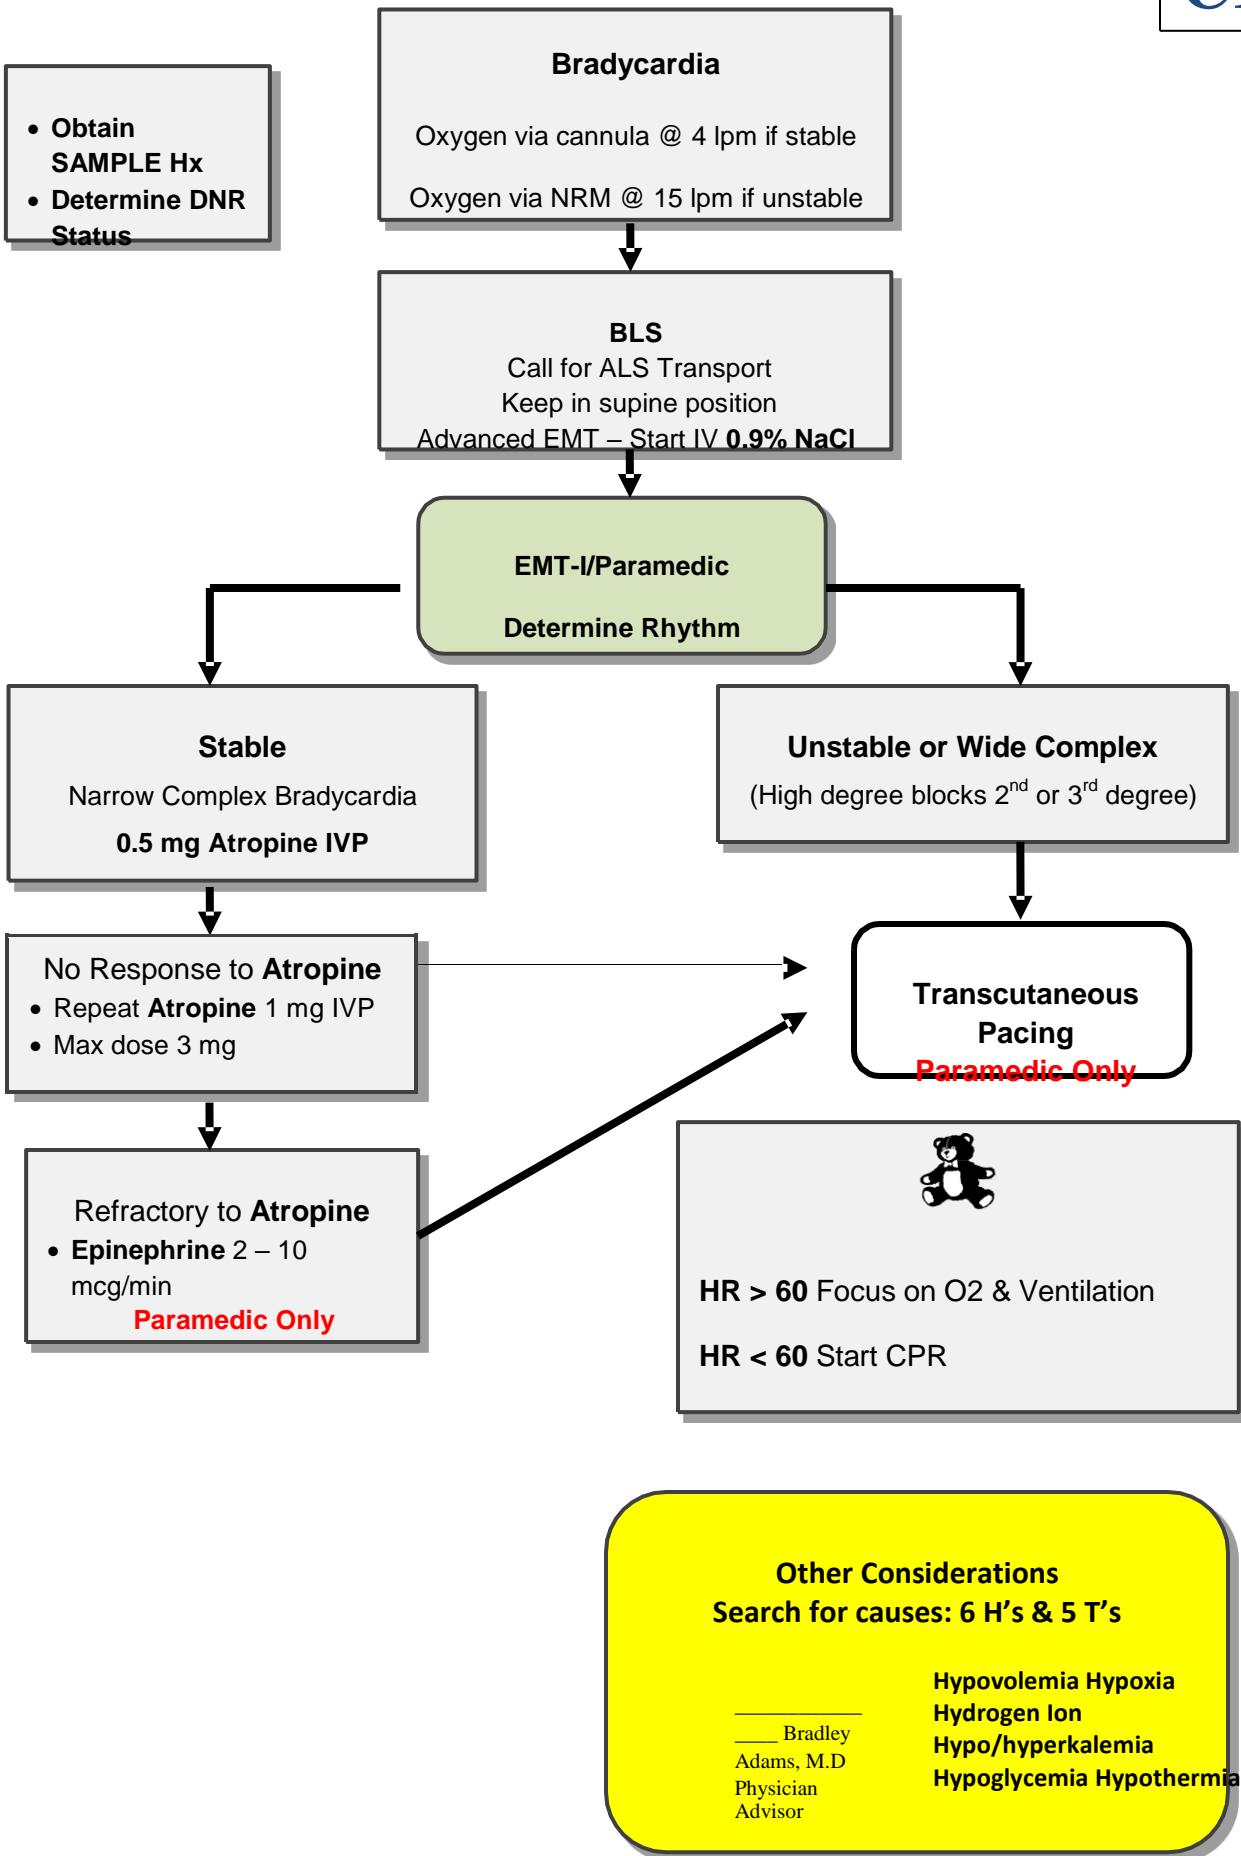 Bradycardia
Oxygen via cannula @ 4 lpm if stable
Oxygen via NRM @ 15 lpm if unstable
• Obtain
SAMPLE Hx
• Determine DNR
Status
BLS
Call for ALS Transport
Keep in supine position
Advanced EMT – Start IV 0.9% NaCl
EMT-I/Paramedic
Determine Rhythm
Stable
Narrow Complex Bradycardia
0.5 mg Atropine IVP
Unstable or Wide Complex
(High degree blocks 2nd or 3rd degree)
No Response to Atropine
• Repeat Atropine 1 mg IVP
• Max dose 3 mg
Transcutaneous
Pacing
Paramedic Only
Refractory to Atropine
• Epinephrine 2 – 10
mcg/min
Paramedic Only
HR > 60 Focus on O2 & Ventilation
HR < 60 Start CPR
Other Considerations
Search for causes: 6 H’s & 5 T’s
Hypovolemia Hypoxia
Hydrogen Ion
Hypo/hyperkalemia
Hypoglycemia Hypothermia
____ Bradley
Adams, M.D
Physician
Advisor